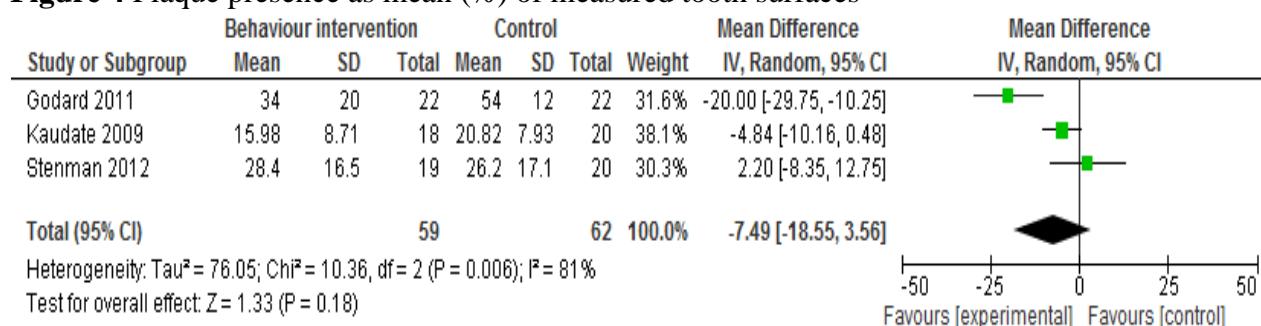 Figure 4 Plaque presence as mean (%) of measured tooth surfaces
Behaviour intervention Control Mean Difference Mean Difference
Study or Subgroup Mean SD Total Mean SD Total Weight IV, Random, 95% CI IV, Random, 95% CI
Godard 2011 34 20 22 54 12 22 31.6% -20.00 [-29.75, -10.25]
Kaudate 2009 15.98 8.71 18 20.82 7.93 20 38.1% -4.84 [-10.16, 0.48]
Stenman 2012 28.4 16.5 19 26.2 17.1 20 30.3% 2.20 [-8.35, 12.75]
Total (95% CI) 59 62 100.0% -7.49 [-18.55, 3.56]
Heterogeneity: Tau² = 76.05; Chi² = 10.36, df = 2 (P = 0.006); I² = 81%
Test for overall effect: Z = 1.33 (P = 0.18)
-50 -25 0 25 50
Favours [experimental] Favours [control]